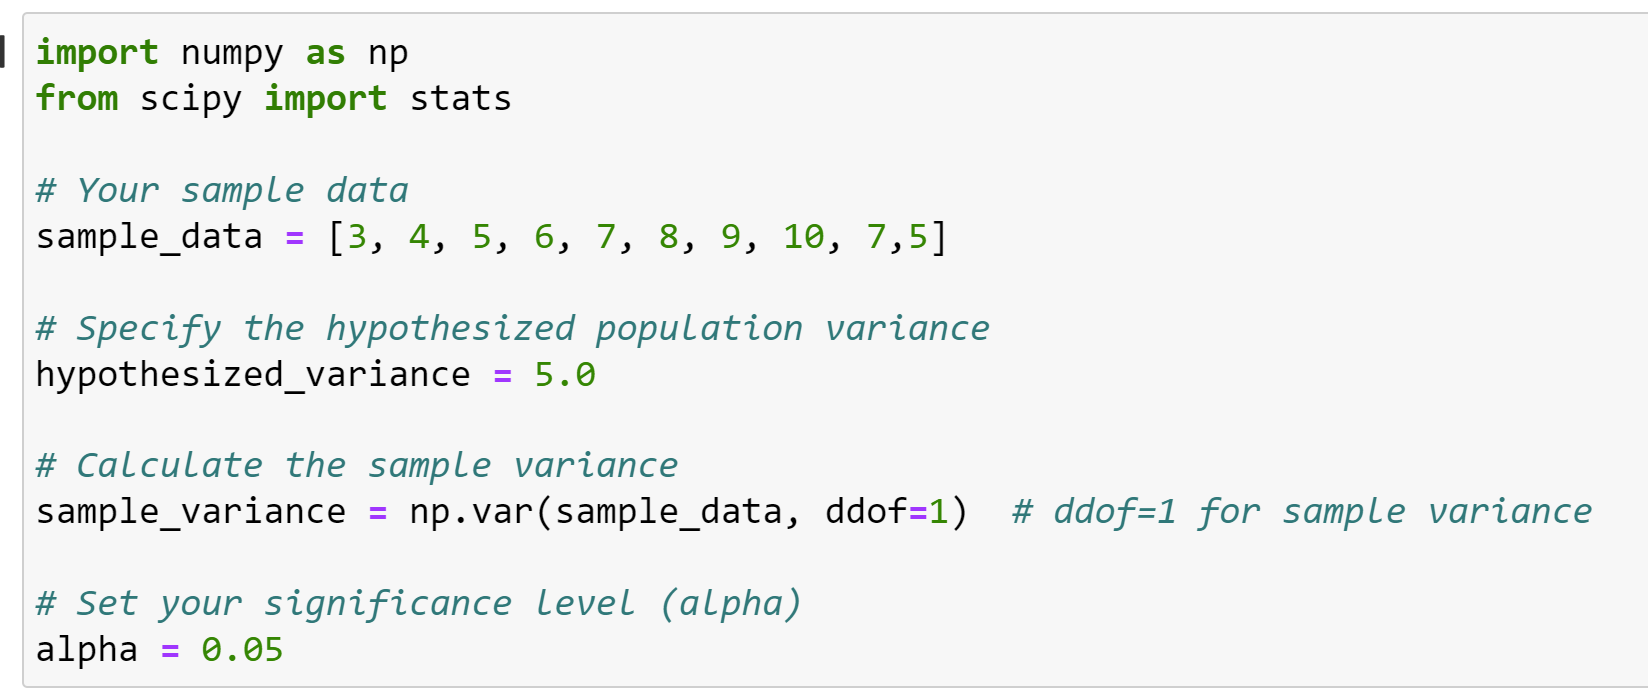 import numpy as np
from scipy import stats
# Your sample data
sample_data = [3, 4, 5, 6, 7, 8, 9, 10, 7,5]
# Specify the hypothesized population variance
hypothesized_variance = 5.0
# Calculate the sample variance
sample_variance = np.var(sample_data, ddof=1)  # ddof=1 for sample variance
# Set your significance level (alpha)
alpha = 0.05